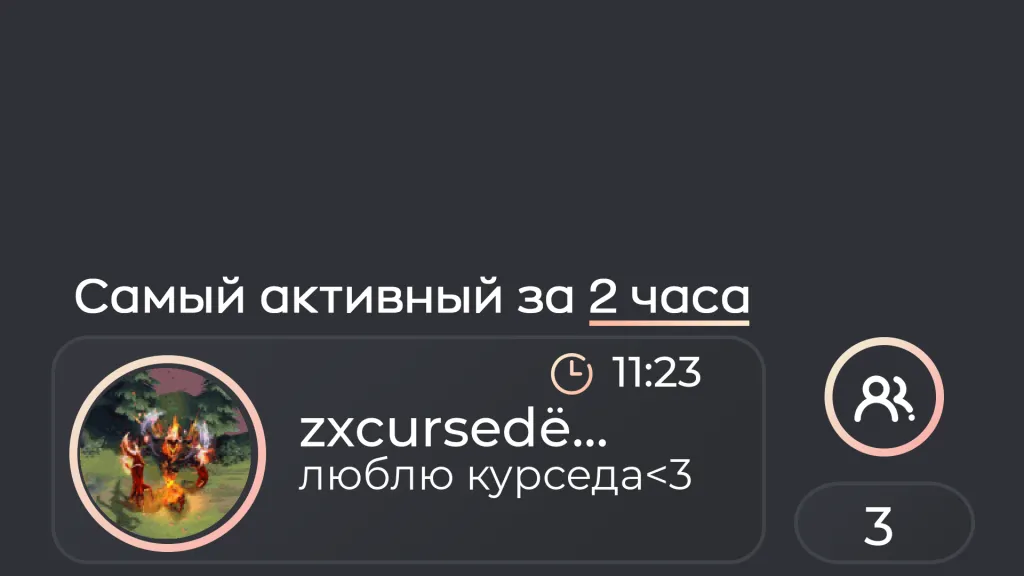 Самый активный за 2 часа
11:23
zxcursedё...
люблю курседа<3
3